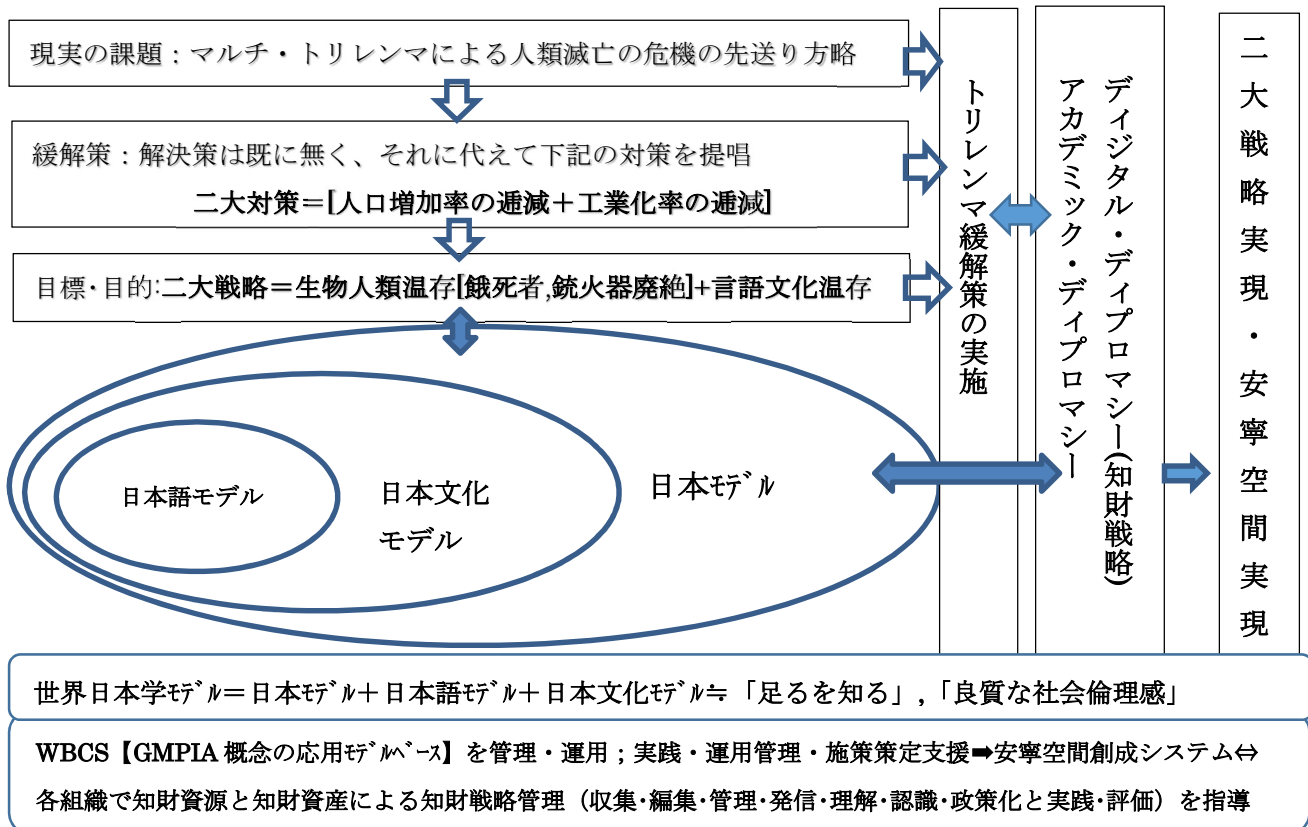 現実の課題：マルチ・トリレンマによる人類滅亡の危機の先送り方略
緩解策：解決策は既に無く、それに代えて下記の対策を提唱
二大対策＝[人口増加率の逓減＋工業化率の逓減]
目標･目的:二大戦略＝生物人類温存[餓死者,銃火器廃絶]+言語文化温存
日本語モデル
日本文化
モデル
日本ﾓﾃﾞﾙ
トリレンマ緩解策の実施
ディジタル・ディプロマシー(知財戦略)
アカデミック・ディプロマシー
二大戦略実現・安寧空間実現
世界日本学ﾓﾃﾞﾙ＝日本ﾓﾃﾞﾙ＋日本語ﾓﾃﾞﾙ＋日本文化ﾓﾃﾞﾙ≒「足るを知る」,「良質な社会倫理感」
WBCS【GMPIA 概念の応用ﾓﾃﾞﾙﾍﾞｰｽ】を管理・運用；実践・運用管理・施策策定支援➡安寧空間創成システム⇔
各組織で知財資源と知財資産による知財戦略管理（収集･編集･管理･発信･理解･認識･政策化と実践･評価）を指導